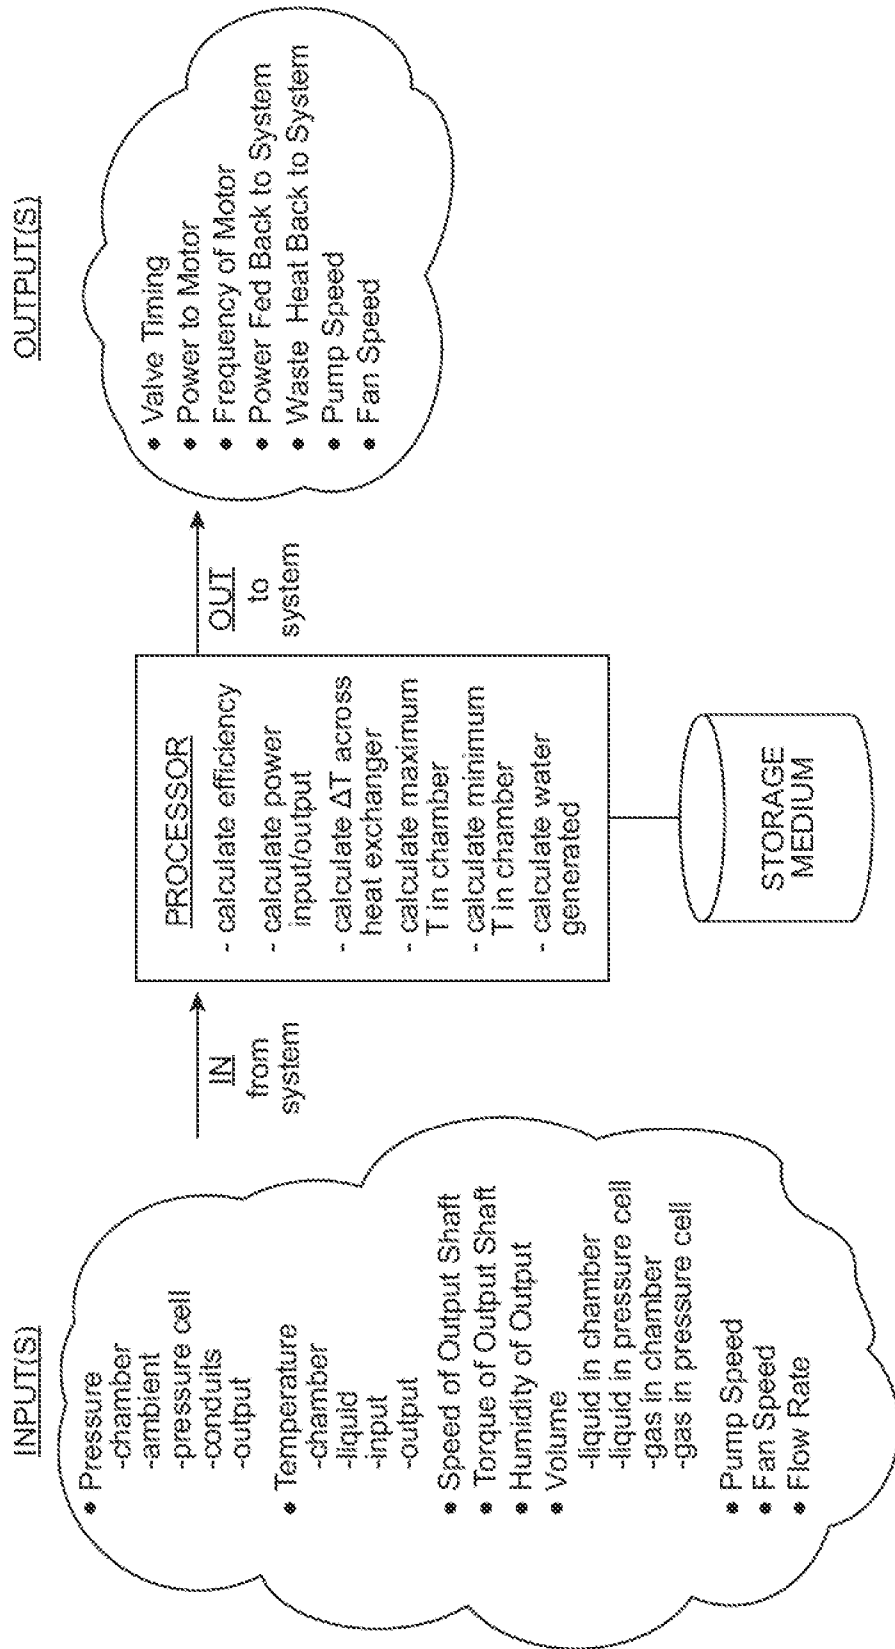 INPUT(S)
• Pressure
-chamber
-ambient
-pressure cell
-conduits
-output
• Temperature
-chamber
-liquid
-input
-output
• Speed of Output Shaft
• Torque of Output Shaft
• Humidity of Output
• Volume
-liquid in chamber
-liquid in pressure cell
-gas in chamber
-gas in pressure cell
• Pump Speed
• Fan Speed
• Flow Rate
IN
from
system
PROCESSOR
- calculate efficiency
- calculate power
input/output
- calculate ΔT across
heat exchanger
- calculate maximum
T in chamber
- calculate minimum
T in chamber
- calculate water
generated
STORAGE
MEDIUM
OUT
to
system
OUTPUT(S)
• Valve Timing
• Power to Motor
• Frequency of Motor
• Power Fed Back to System
• Waste Heat Back to System
• Pump Speed
• Fan Speed